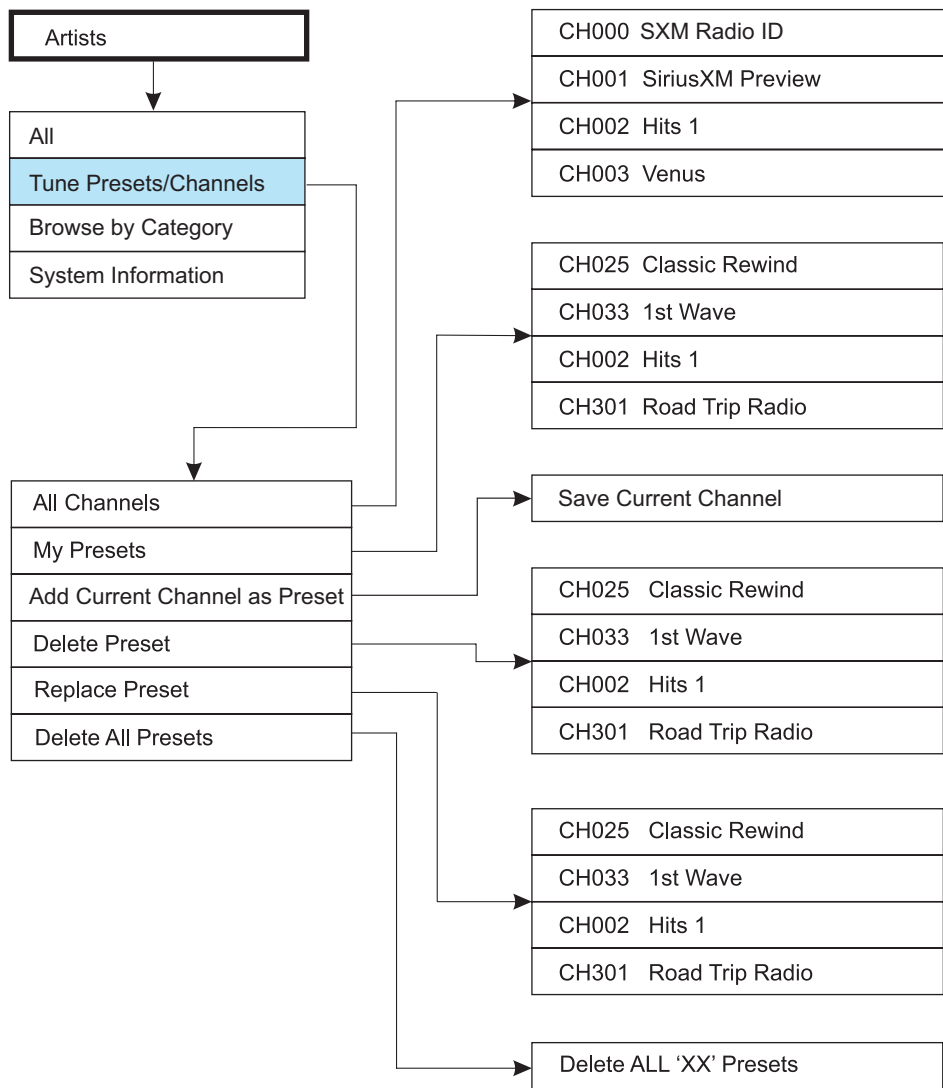 Artists
All
Tune Presets/Channels
Browse by Category
System Information
All Channels
My Presets
Add Current Channel as Preset
Delete Preset
Replace Preset
Delete All Presets
CH000 SXM Radio ID
CH001 SiriusXM Preview
CH002 Hits 1
CH003 Venus
CH025 Classic Rewind
CH033 1st Wave
CH002 Hits 1
CH301 Road Trip Radio
Save Current Channel
CH025 Classic Rewind
CH033 1st Wave
CH002 Hits 1
CH301 Road Trip Radio
CH025 Classic Rewind
CH033 1st Wave
CH002 Hits 1
CH301 Road Trip Radio
Delete ALL ‘XX’ Presets